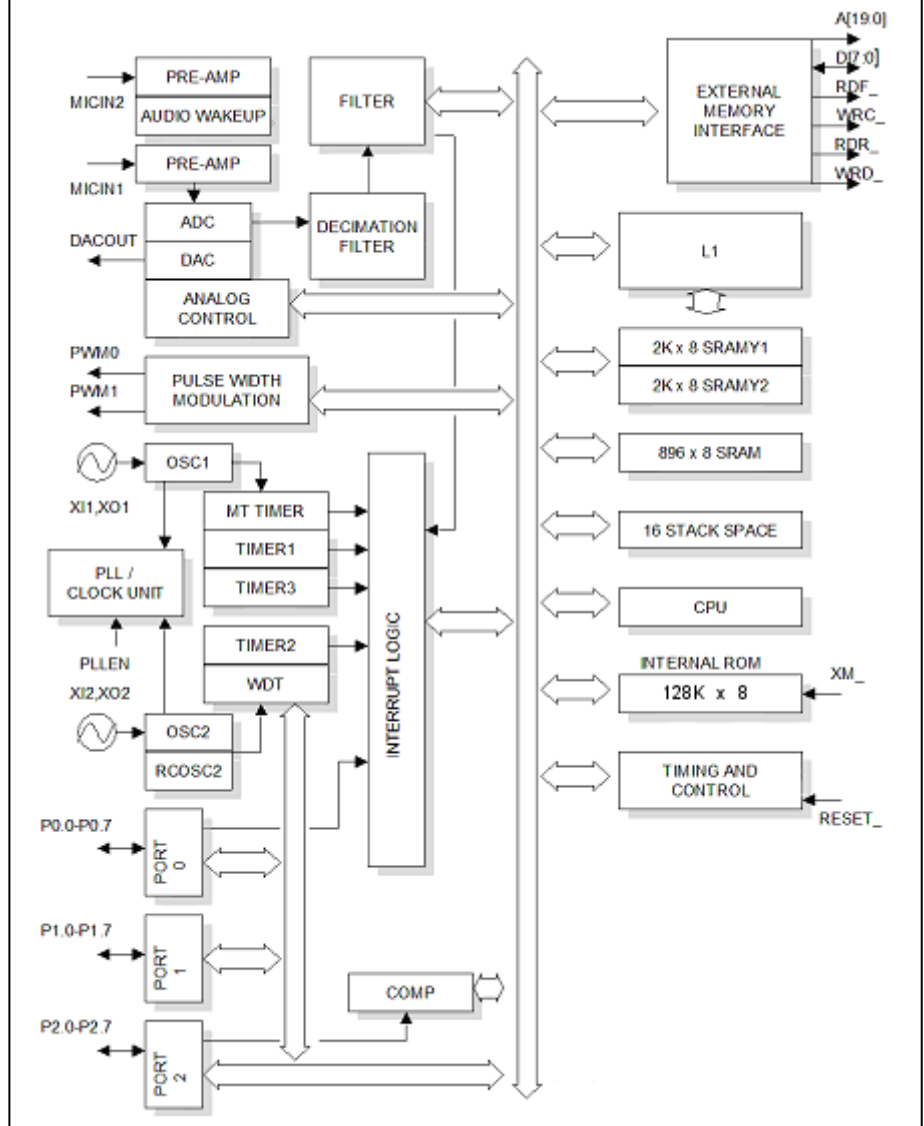 PRE-AMP
AUDIO WAKEUP
MICIN2
PRE-AMP
MICIN1
ADC
DAC
DACOUT
ANALOG
CONTROL
FILTER
DECIMATION
FILTER
PWM0
PWM1
PULSE WIDTH
MODULATION
OSC1
XI1,XO1
MT TIMER
TIMER1
TIMER3
PLL /
CLOCK UNIT
PLLEN
XI2,XO2
TIMER2
WDT
OSC2
RCOSC2
INTERRUPT LOGIC
P0.0-P0.7
PORT
0
P1.0-P1.7
PORT
1
P2.0-P2.7
PORT
2
COMP
EXTERNAL
MEMORY
INTERFACE
A[19:0]
D[7:0]
RDF_
WRC_
RDR_
WRD_
L1
2K x 8 SRAMY1
2K x 8 SRAMY2
896 x 8 SRAM
16 STACK SPACE
CPU
INTERNAL ROM
128K x 8
XM_
TIMING AND
CONTROL
RESET_